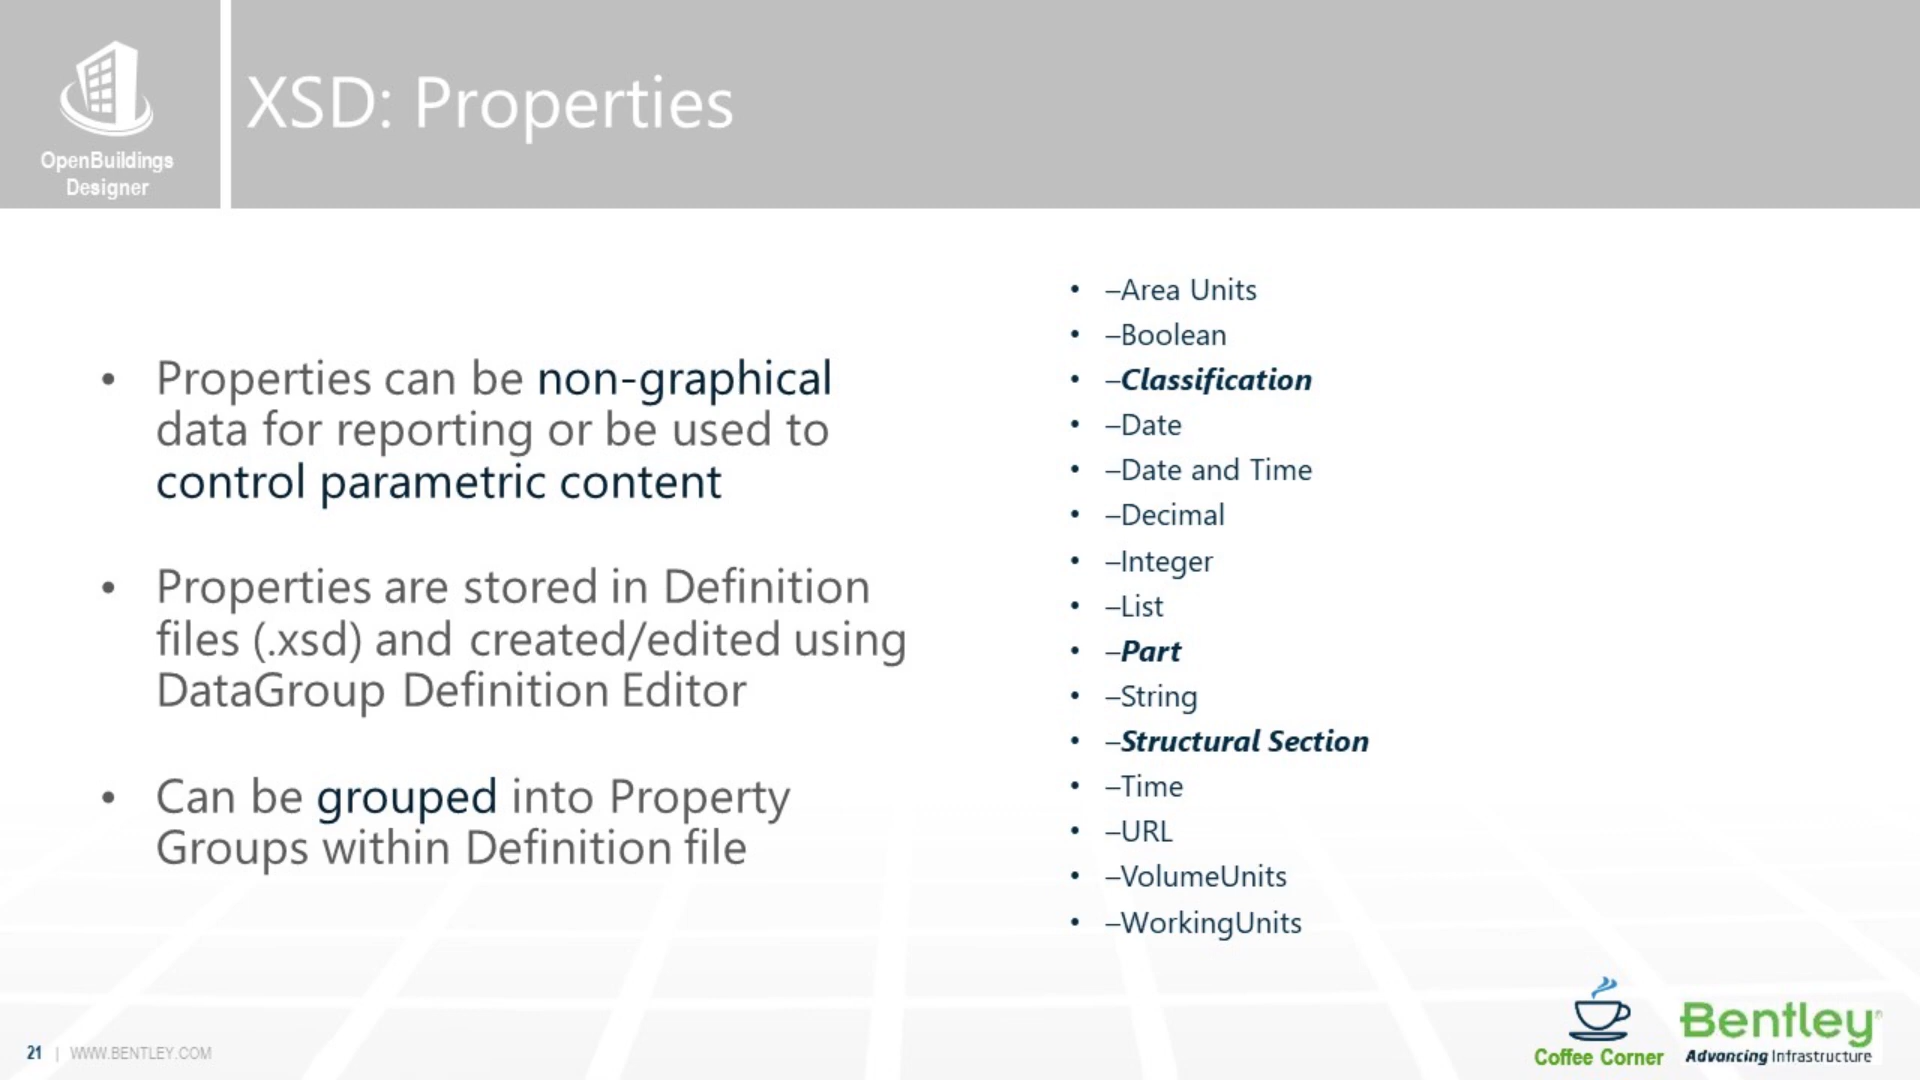 XSD: Properties
OpenBuildings
Designer
• Properties can be non-graphical
data for reporting or be used to
control parametric content
• Properties are stored in Definition
files (.xsd) and created/edited using
DataGroup Definition Editor
• Can be grouped into Property
Groups within Definition file
• –Area Units
• –Boolean
• –Classification
• –Date
• –Date and Time
• –Decimal
• –Integer
• –List
• –Part
• –String
• –Structural Section
• –Time
• –URL
• –VolumeUnits
• –WorkingUnits
21 | WWW.BENTLEY.COM
Coffee Corner
Bentley®
Advancing Infrastructure